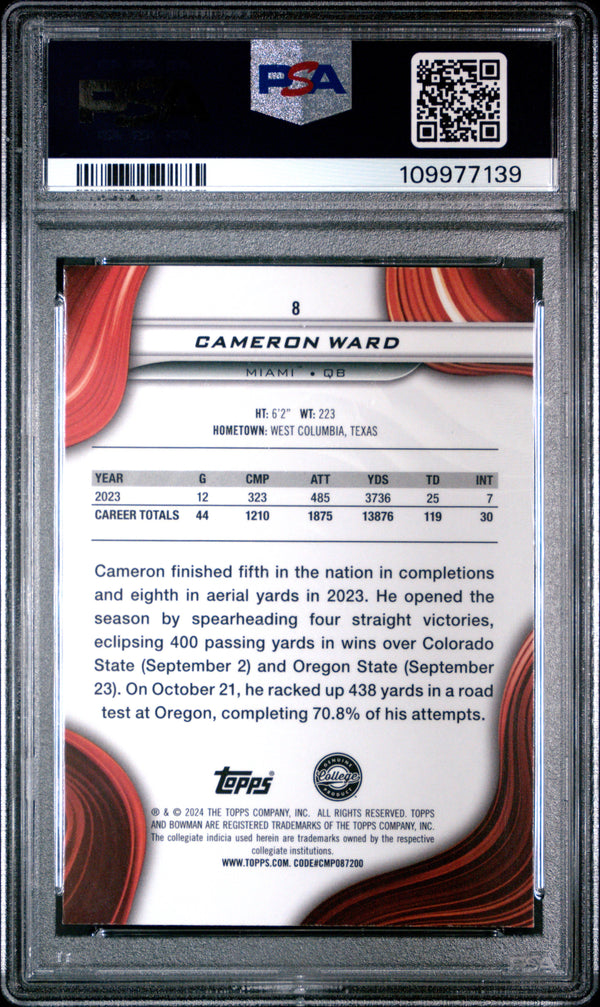 PSA
109977139
8
CAMERON WARD
MIAMI™ • QB
HT: 6'2" WT: 223
HOMETOWN: WEST COLUMBIA, TEXAS
YEAR G CMP ATT YDS TD INT
2023 12 323 485 3736 25 7
CAREER TOTALS 44 1210 1875 13876 119 30
Cameron finished fifth in the nation in completions
and eighth in aerial yards in 2023. He opened the
season by spearheading four straight victories,
eclipsing 400 passing yards in wins over Colorado
State (September 2) and Oregon State (September
23). On October 21, he racked up 438 yards in a road
test at Oregon, completing 70.8% of his attempts.
topps®
GENUINE
College
PRODUCT
® & © 2024 THE TOPPS COMPANY, INC. ALL RIGHTS RESERVED. TOPPS
AND BOWMAN ARE REGISTERED TRADEMARKS OF THE TOPPS COMPANY, INC.
The collegiate indicia used herein are trademarks owned by the respective
collegiate institutions.
WWW.TOPPS.COM. CODE#CMP087200
PSA